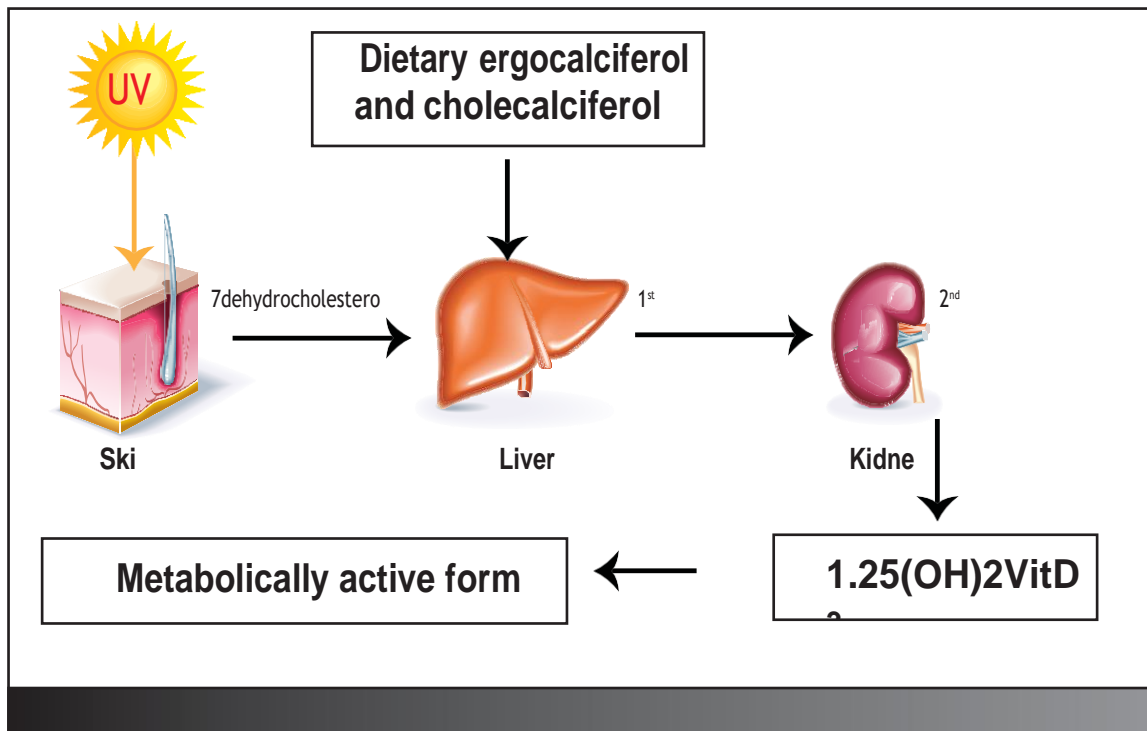 UV
Dietary ergocalciferol
and cholecalciferol
7dehydrocholestero
1st
2nd
Ski
Liver
Kidne
Metabolically active form
1.25(OH)2VitD